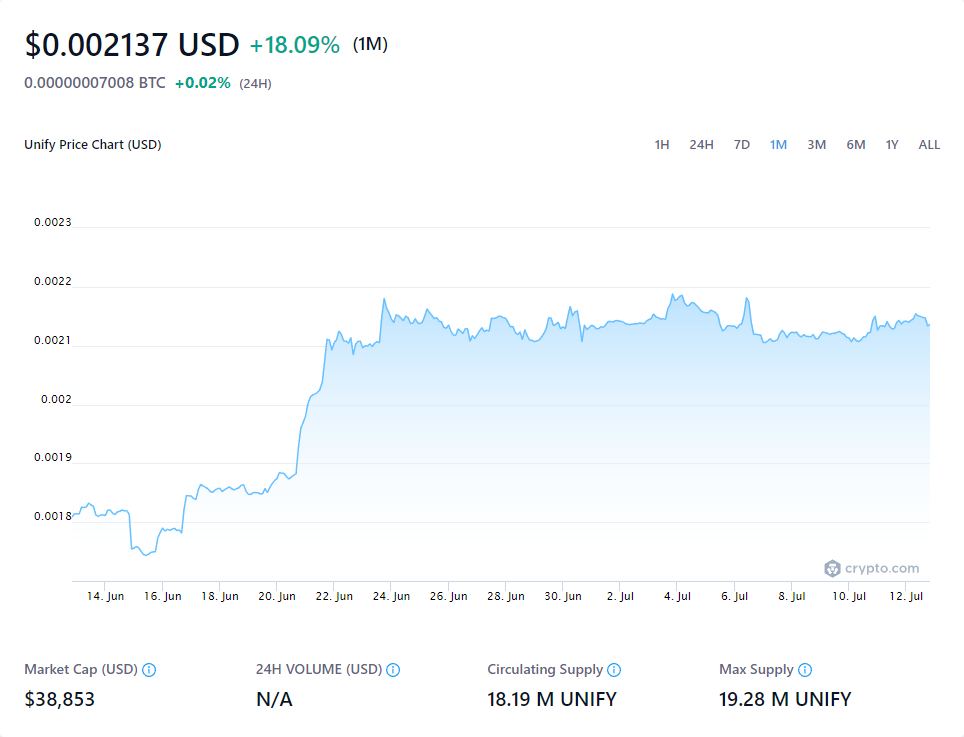 $0.002137 USD +18.09% (1M)
0.00000007008 BTC +0.02% (24H)
Unify Price Chart (USD) 1H 24H 7D 1M 3M 6M 1Y ALL
0.0023
0.0022
0.0021
0.002
0.0019
0.0018
crypto.com
14. Jun 16. Jun 18. Jun 20. Jun 22. Jun 24. Jun 26. Jun 28. Jun 30. Jun 2. Jul 4. Jul 6. Jul 8. Jul 10. Jul 12. Jul
Market Cap (USD) 24H VOLUME (USD) Circulating Supply Max Supply
$38,853 N/A 18.19 M UNIFY 19.28 M UNIFY